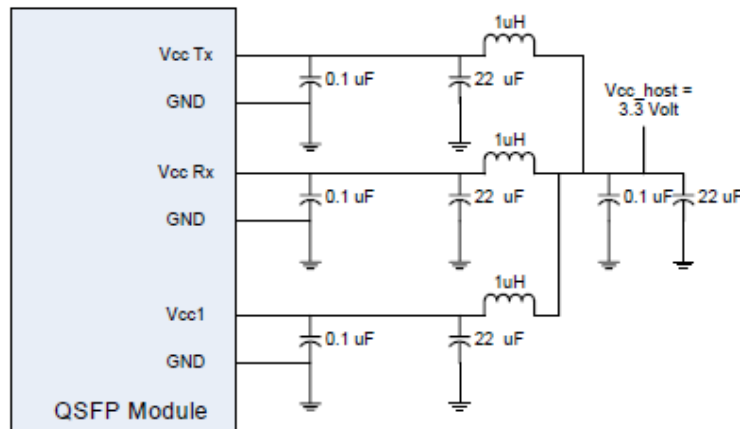 1uH
Vcc Tx
0.1 uF
22 uF
GND
Vcc_host =
3.3 Volt
1uH
Vcc Rx
0.1 uF
22 uF
0.1 uF
22 uF
GND
1uH
Vcc1
0.1 uF
22 uF
GND
QSFP Module